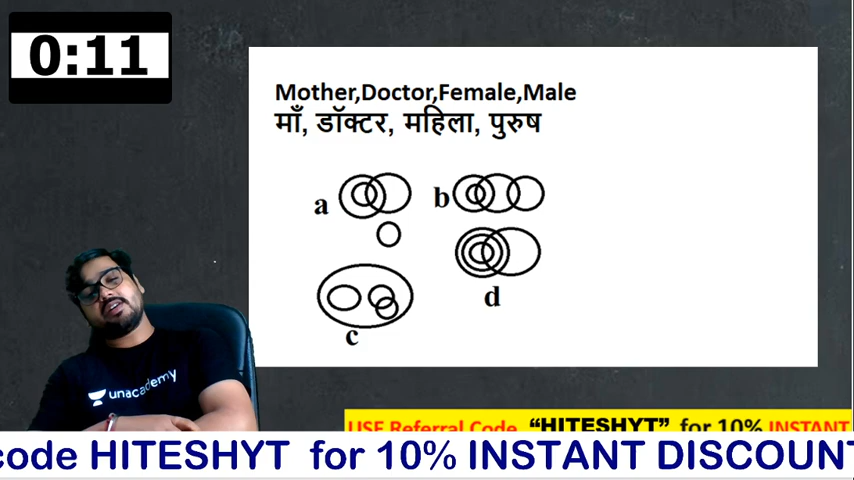 0:11
Mother,Doctor,Female,Male
माँ, डॉक्टर, महिला, पुरुष
a
b
c
d
unacademy
USE Referral Code "HITESHYT" for 10% INSTANT
code HITESHYT for 10% INSTANT DISCOUNT